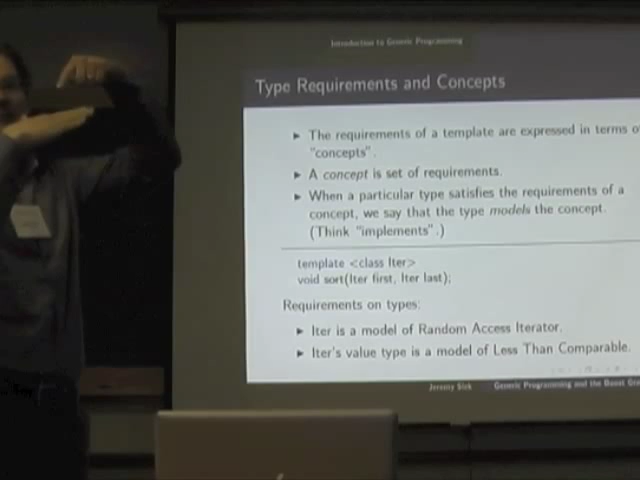 Introduction to Generic Programming
Type Requirements and Concepts
▶ The requirements of a template are expressed in terms of
"concepts".
▶ A concept is set of requirements.
▶ When a particular type satisfies the requirements of a
concept, we say that the type models the concept.
(Think "implements".)
template <class Iter>
void sort(Iter first, Iter last);
Requirements on types:
▶ Iter is a model of Random Access Iterator.
▶ Iter's value type is a model of Less Than Comparable.
Jeremy Siek Generic Programming and the Boost Gra